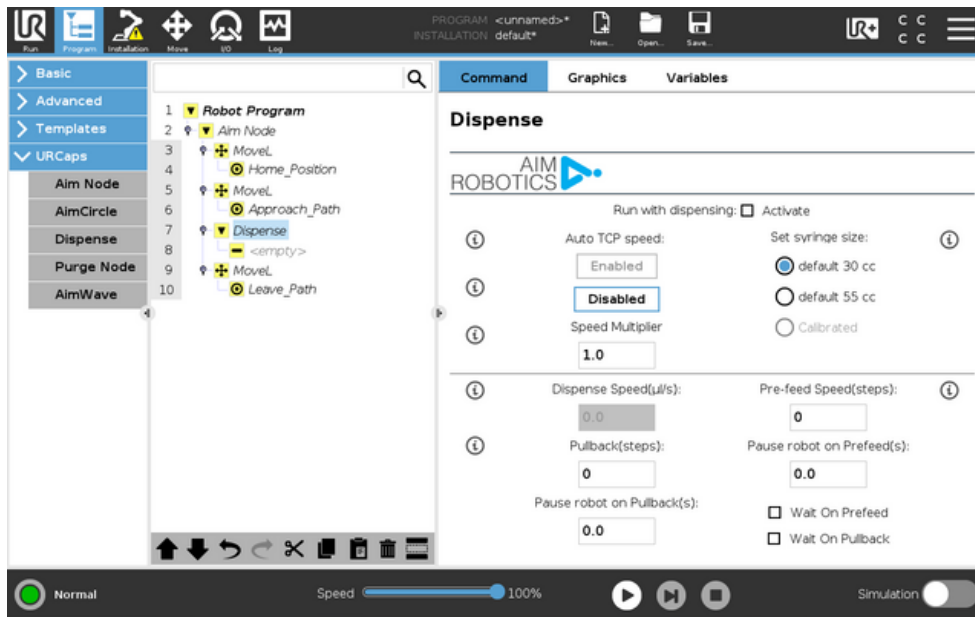 PROGRAM <unnamed>*
INSTALLATION default*
Run Program Installation Move I/O Log New... Open... Save... UR+ C C
C C
Basic
Advanced
Templates
URCaps
Aim Node
AimCircle
Dispense
Purge Node
AimWave
1 Robot Program
2 Aim Node
3 MoveL
4 Home_Position
5 MoveL
6 Approach_Path
7 Dispense
8 <empty>
9 MoveL
10 Leave_Path
Command Graphics Variables
Dispense
AIM
ROBOTICS
Run with dispensing: Activate
Auto TCP speed: Set syringe size:
Enabled default 30 cc
Disabled default 55 cc
Speed Multiplier Calibrated
1.0
Dispense Speed(µl/s): Pre-feed Speed(steps):
0.0 0
Pullback(steps): Pause robot on Prefeed(s):
0 0.0
Pause robot on Pullback(s):
0.0
Wait On Prefeed
Wait On Pullback
Normal Speed 100% Simulation